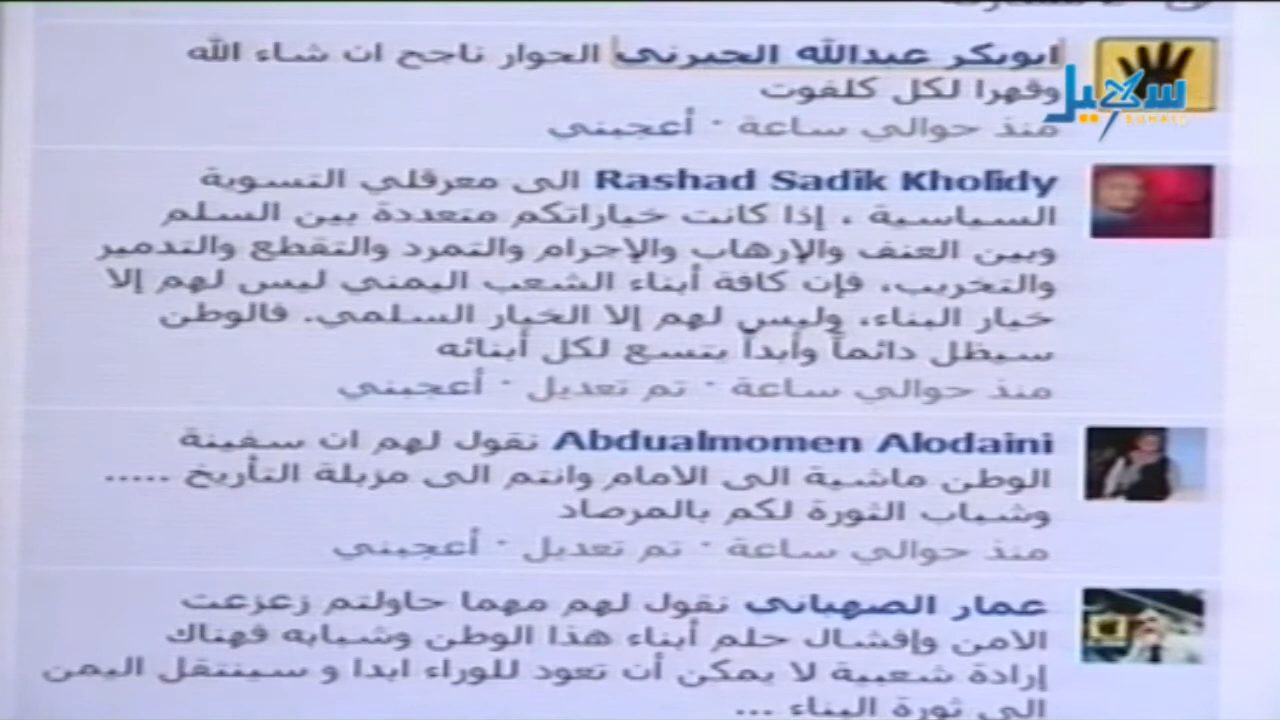 ابوبكر عبدالله الجبرني الحوار ناجح ان شاء الله
وقهرا لكل كلفوت
منذ حوالي ساعة · أعجبني
سهيل
SUHAIL
Rashad Sadik Kholidy الى معرقلي التسوية
السياسية ، إذا كانت خياراتكم متعددة بين السلم
وبين العنف والإرهاب والإجرام والتمرد والتقطع والتدمير
والتخريب، فإن كافة أبناء الشعب اليمني ليس لهم إلا
خيار البناء، وليس لهم إلا الخيار السلمي. فالوطن
سيظل دائماً وأبداً يتسع لكل أبنائه
منذ حوالي ساعة · تم تعديل · أعجبني
Abdualmomen Alodaini نقول لهم ان سفينة
الوطن ماشية الى الامام وانتم الى مزبلة التأريخ .....
وشباب الثورة لكم بالمرصاد
منذ حوالي ساعة · تم تعديل · أعجبني
عمار الصهباني نقول لهم مهما حاولتم زعزعت
الامن وإفشال حلم أبناء هذا الوطن وشبابه فهناك
إرادة شعبية لا يمكن أن تعود للوراء ابدا و سينتقل اليمن
الى ثورة البناء ...